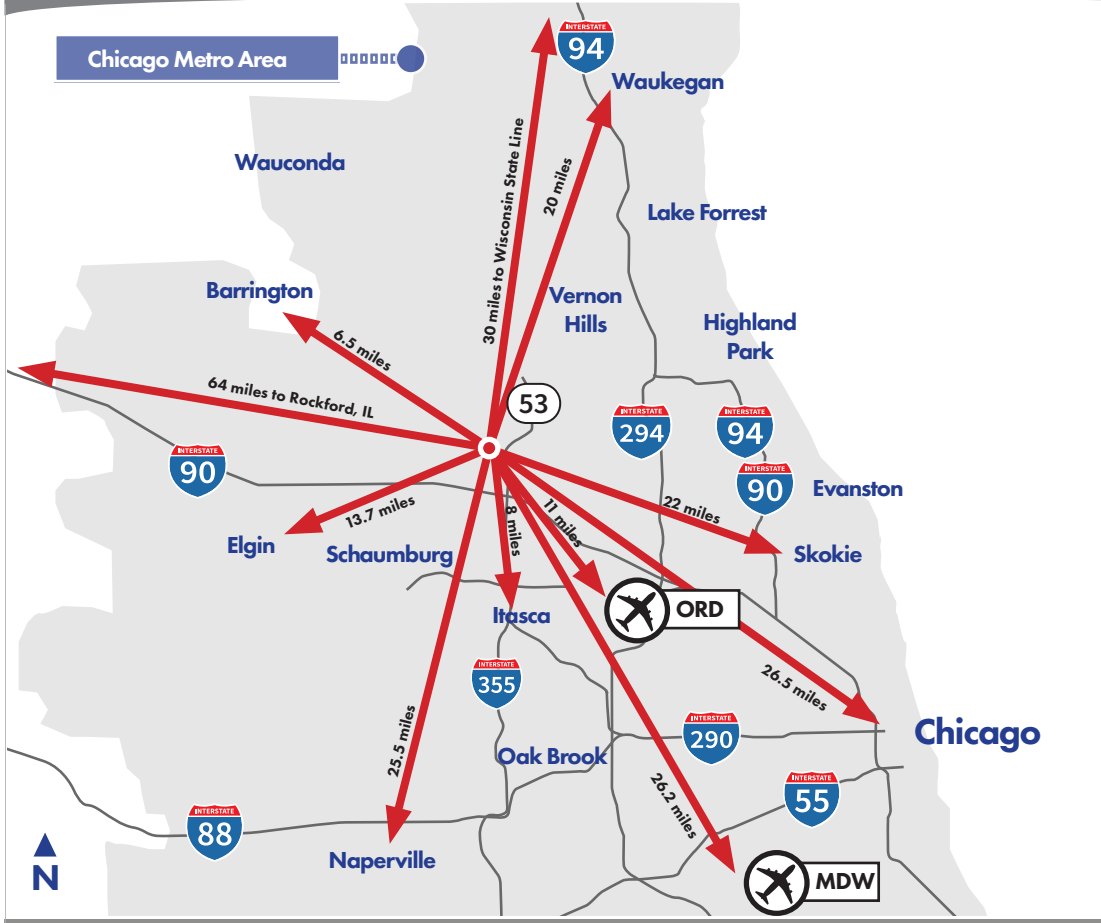 INTERSTATE
94
Chicago Metro Area
Waukegan
Wauconda
30 miles to Wisconsin State Line
20 miles
Lake Forrest
Barrington
Vernon
Hills
Highland
Park
6.5 miles
64 miles to Rockford, IL
53
INTERSTATE
294
INTERSTATE
94
INTERSTATE
90
INTERSTATE
90
Evanston
13.7 miles
8 miles
11 miles
22 miles
Elgin
Schaumburg
Skokie
Itasca
ORD
INTERSTATE
355
26.5 miles
25.5 miles
Oak Brook
INTERSTATE
290
Chicago
26.2 miles
INTERSTATE
55
INTERSTATE
88
Naperville
N
MDW